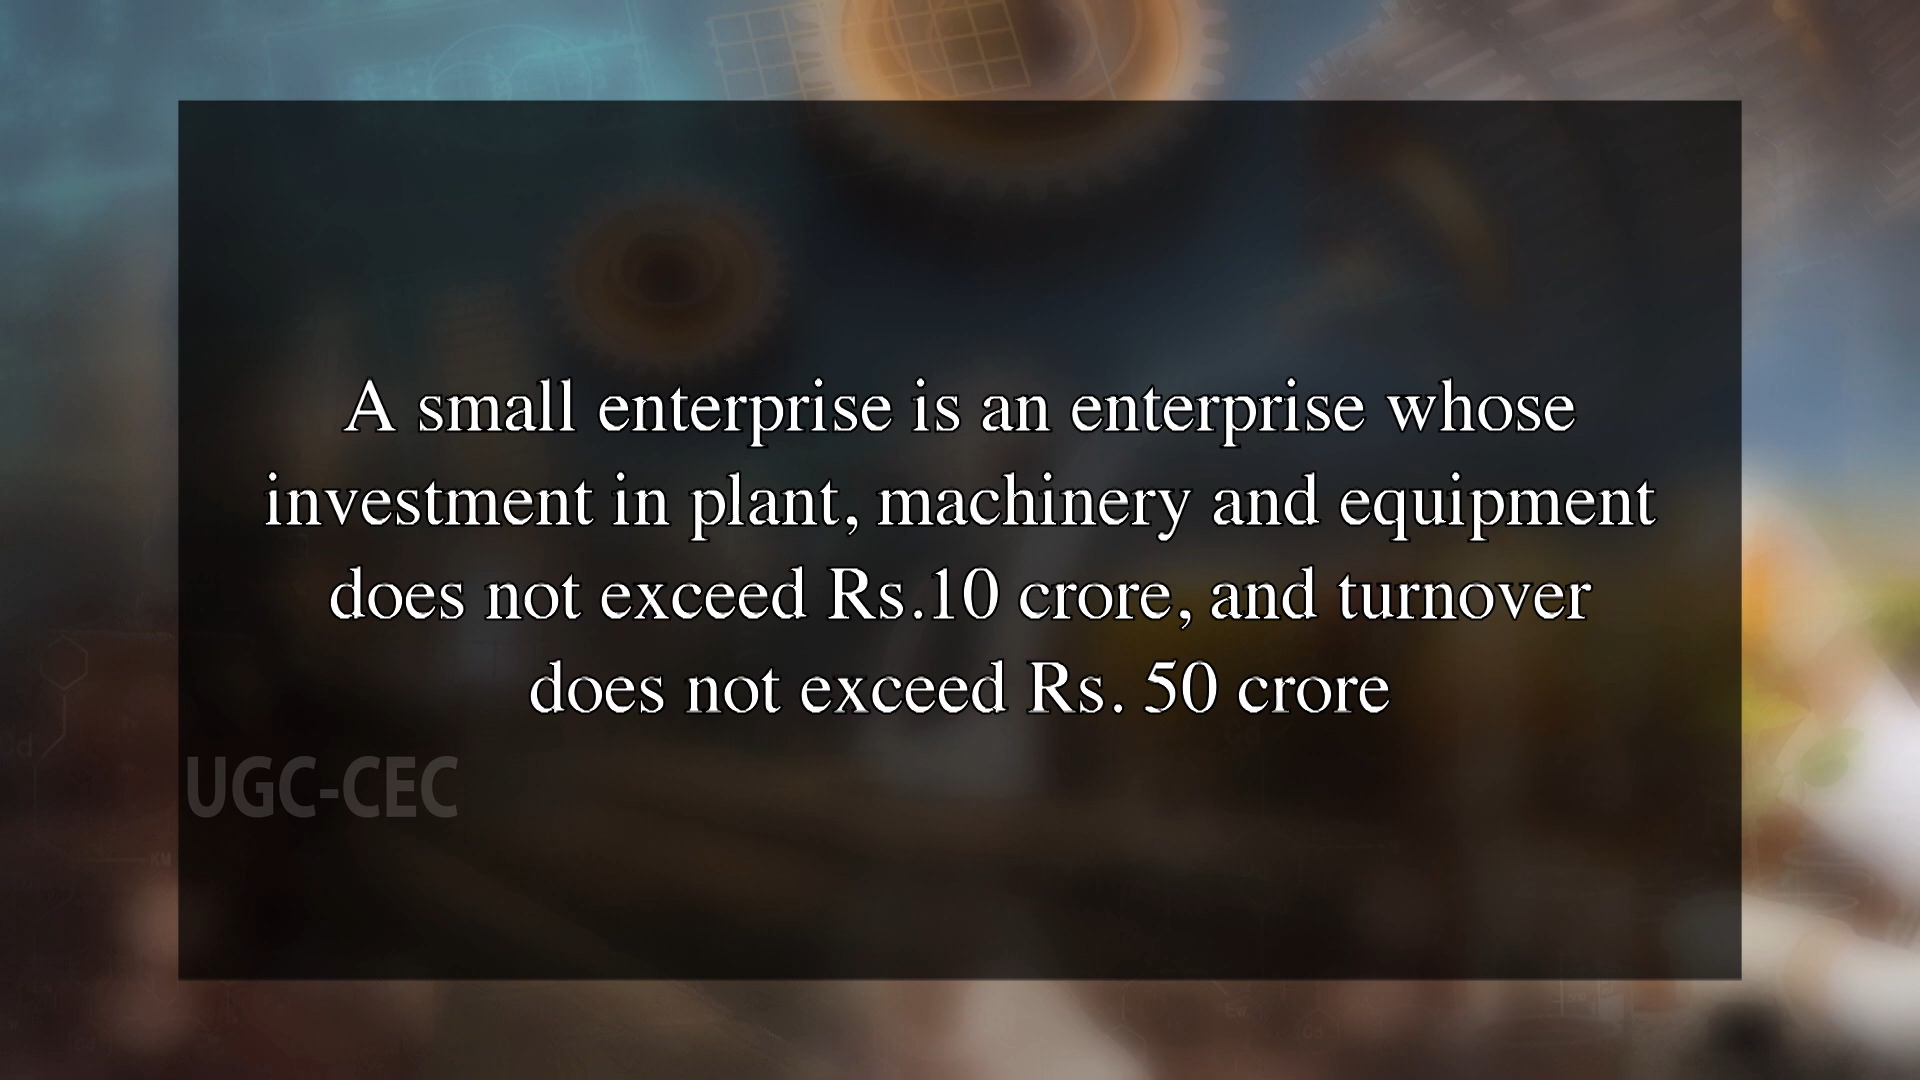 A small enterprise is an enterprise whose
investment in plant, machinery and equipment
does not exceed Rs.10 crore, and turnover
does not exceed Rs. 50 crore
UGC-CEC